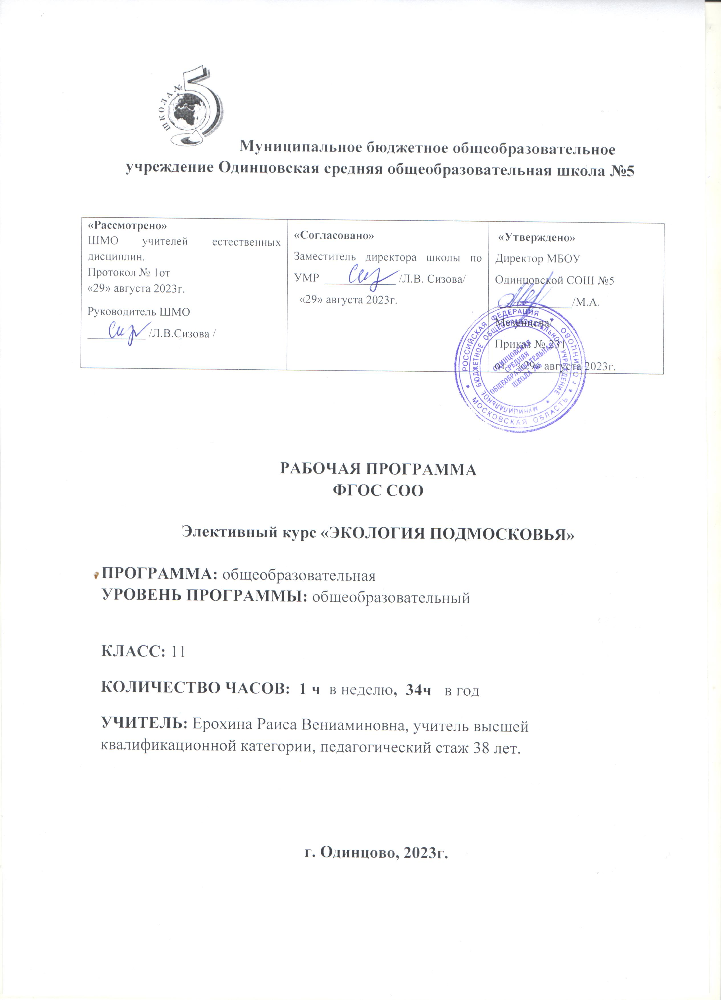 ШКОЛА №
5
Муниципальное бюджетное общеобразовательное
учреждение Одинцовская средняя общеобразовательная школа №5
«Рассмотрено»
ШМО учителей естественных
дисциплин.
Протокол № 1от
«29» августа 2023г.
Руководитель ШМО
____________ /Л.В.Сизова /
«Согласовано»
Заместитель директора школы по
УМР ____________ /Л.В. Сизова/
«29» августа 2023г.
«Утверждено»
Директор МБОУ
Одинцовской СОШ №5
_____________/М.А.
Мезенцева/
Приказ № 231
от «29» августа 2023г.
РОССИЙСКАЯ ФЕДЕРАЦИЯ * Г. ОДИНЦОВО * МОСКОВСКАЯ ОБЛАСТЬ *
МУНИЦИПАЛЬНОЕ БЮДЖЕТНОЕ ОБЩЕОБРАЗОВАТЕЛЬНОЕ УЧРЕЖДЕНИЕ *
ОДИНЦОВСКАЯ
СРЕДНЯЯ
ОБЩЕОБРАЗОВАТЕЛЬНАЯ
ШКОЛА №5
РАБОЧАЯ ПРОГРАММА
ФГОС СОО
Элективный курс «ЭКОЛОГИЯ ПОДМОСКОВЬЯ»
ПРОГРАММА: общеобразовательная
УРОВЕНЬ ПРОГРАММЫ: общеобразовательный
КЛАСС: 11
КОЛИЧЕСТВО ЧАСОВ: 1 ч в неделю, 34ч в год
УЧИТЕЛЬ: Ерохина Раиса Вениаминовна, учитель высшей
квалификационной категории, педагогический стаж 38 лет.
г. Одинцово, 2023г.